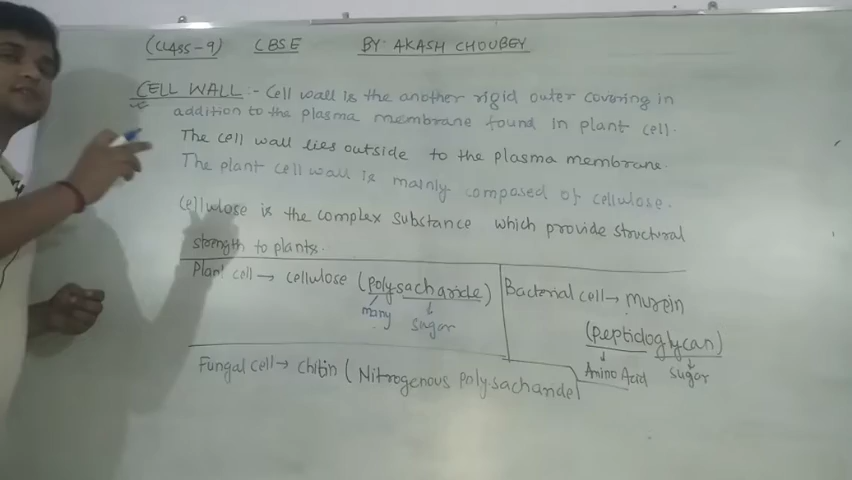 (CLASS-9) CBSE BY: AKASH CHOUBEY
CELL WALL :- Cell wall is the another rigid outer covering in
addition to the plasma membrane found in plant cell.
The cell wall lies outside to the plasma membrane.
The plant cell wall is mainly composed of cellulose.
Cellulose is the complex substance which provide structural
strength to plants.
Plant cell → cellulose (polysacharide)
many sugar
Bacterial cell → murein
(peptidoglycan)
Amino Acid sugar
Fungal cell → chitin (Nitrogenous polysacharide)